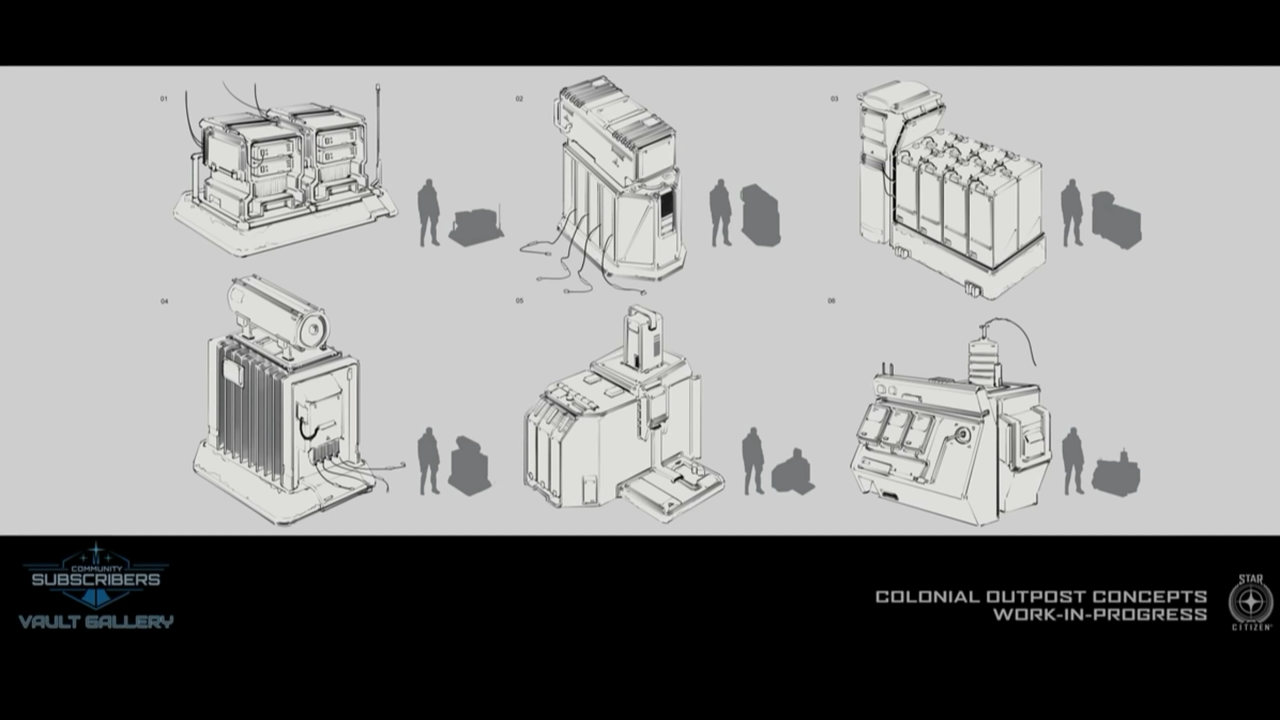 01
02
03
04
05
06
COMMUNITY
SUBSCRIBERS
VAULT GALLERY
COLONIAL OUTPOST CONCEPTS
WORK-IN-PROGRESS
STAR
CITIZEN